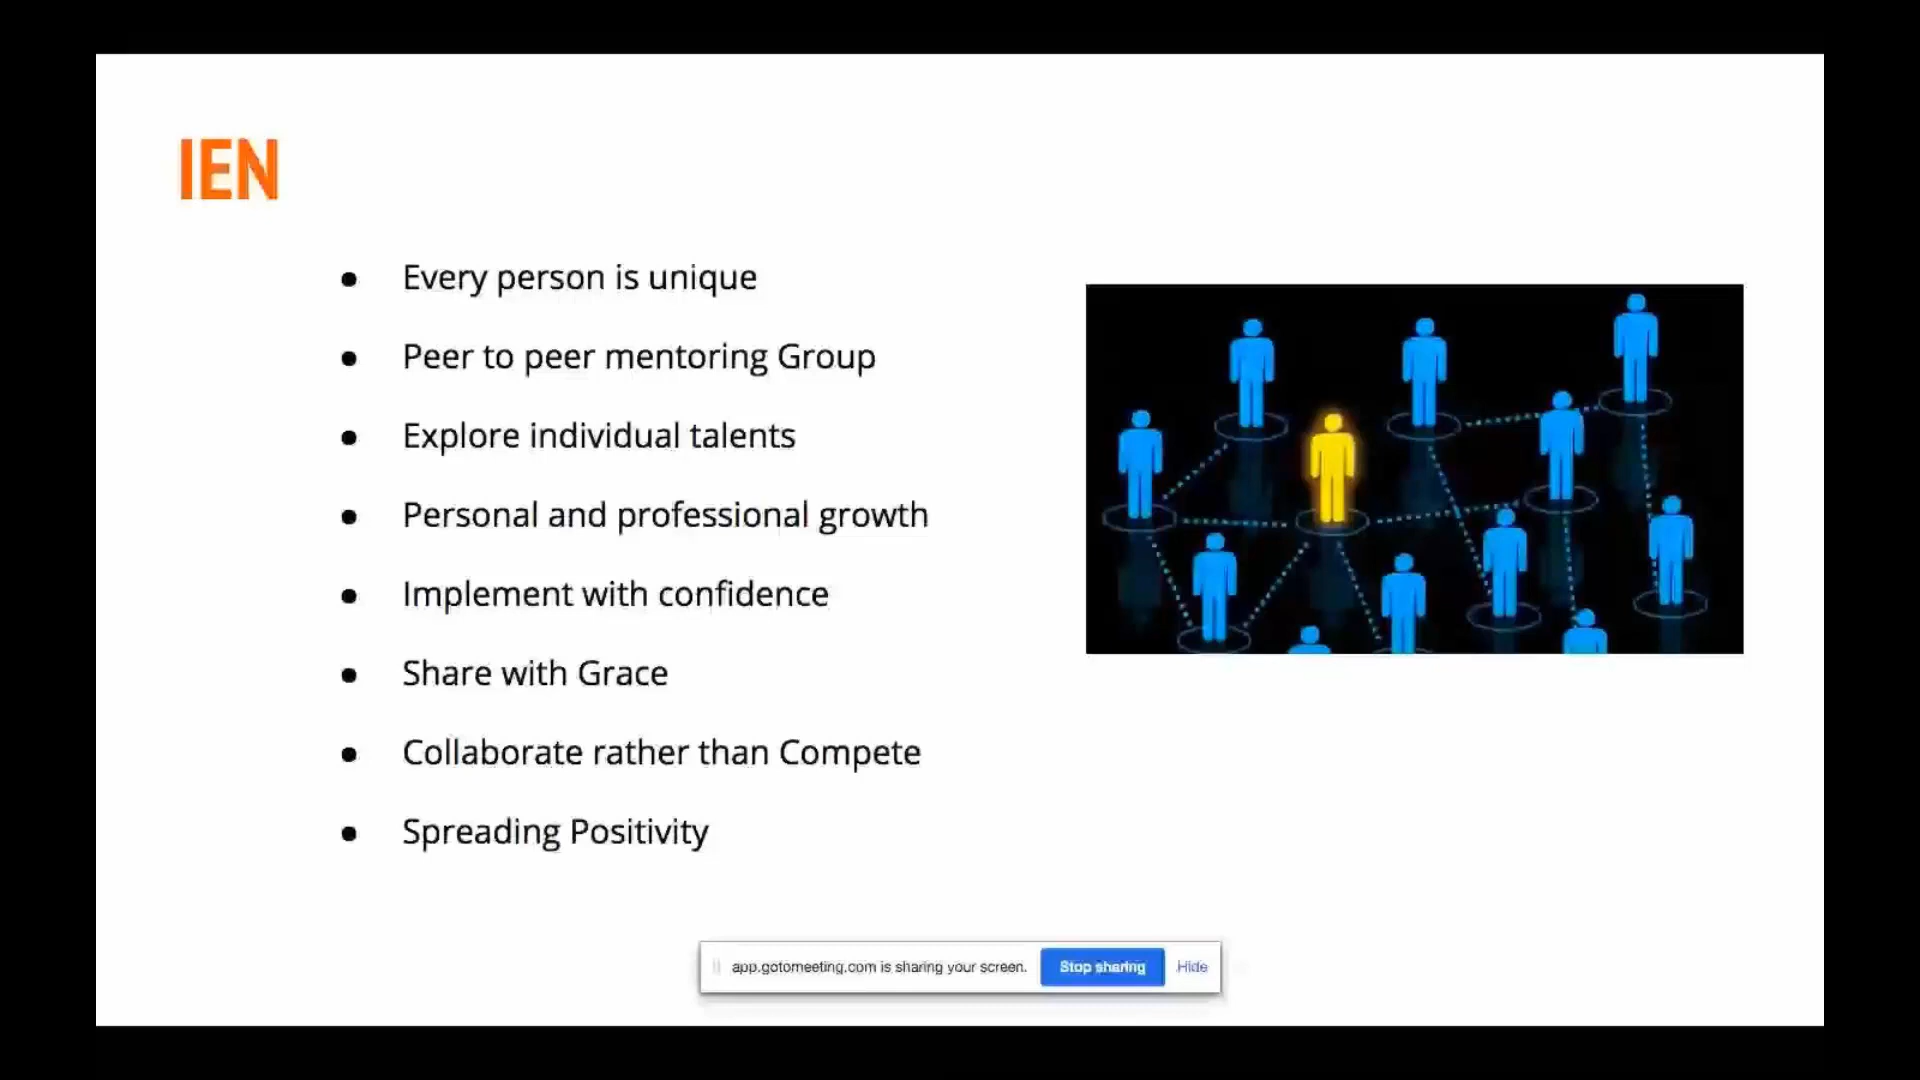 IEN
Every person is unique
Peer to peer mentoring Group
Explore individual talents
Personal and professional growth
Implement with confidence
Share with Grace
Collaborate rather than Compete
Spreading Positivity
app.gotomeeting.com is sharing your screen. Stop sharing Hide